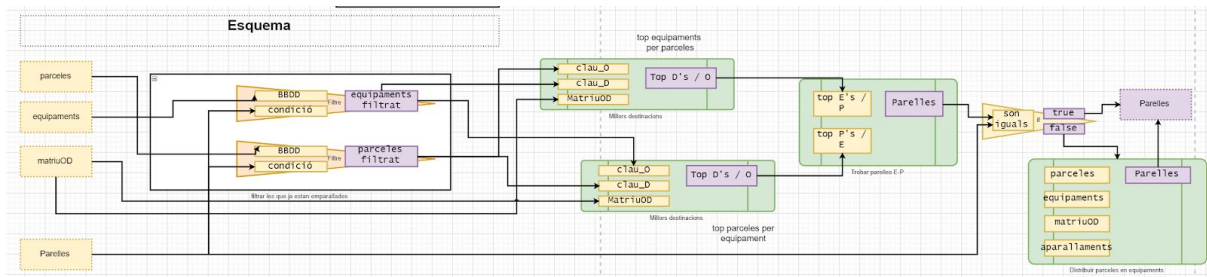 Esquema
parceles
equipaments
matriuOD
Parelles
BBDD
condició
Filtre
equipaments
filtrat
BBDD
condició
Filtre
parceles
filtrat
filtrar les que ja estan emparallades
top equipaments
per parceles
clau_O
clau_D
MatriuOD
Top D's / O
Millors destinacions
clau_O
clau_D
MatriuOD
Top D's / O
Millors destinacions
top parceles per
equipament
top E's /
P
top P's /
E
Parelles
Trobar parelles E-P
son
iguals
if
true
false
Parelles
parceles
equipaments
matriuOD
aparallaments
Parelles
Distribuir parceles en equipaments